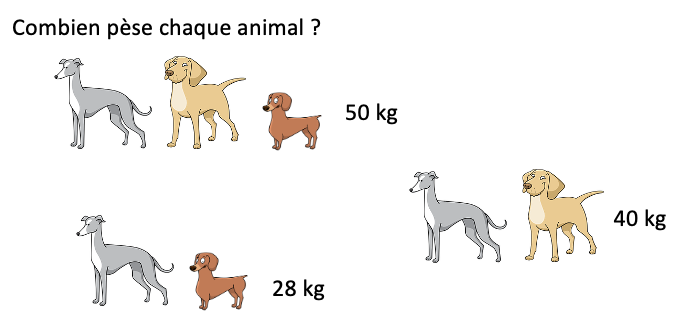 Combien pèse chaque animal ?
50 kg
40 kg
28 kg